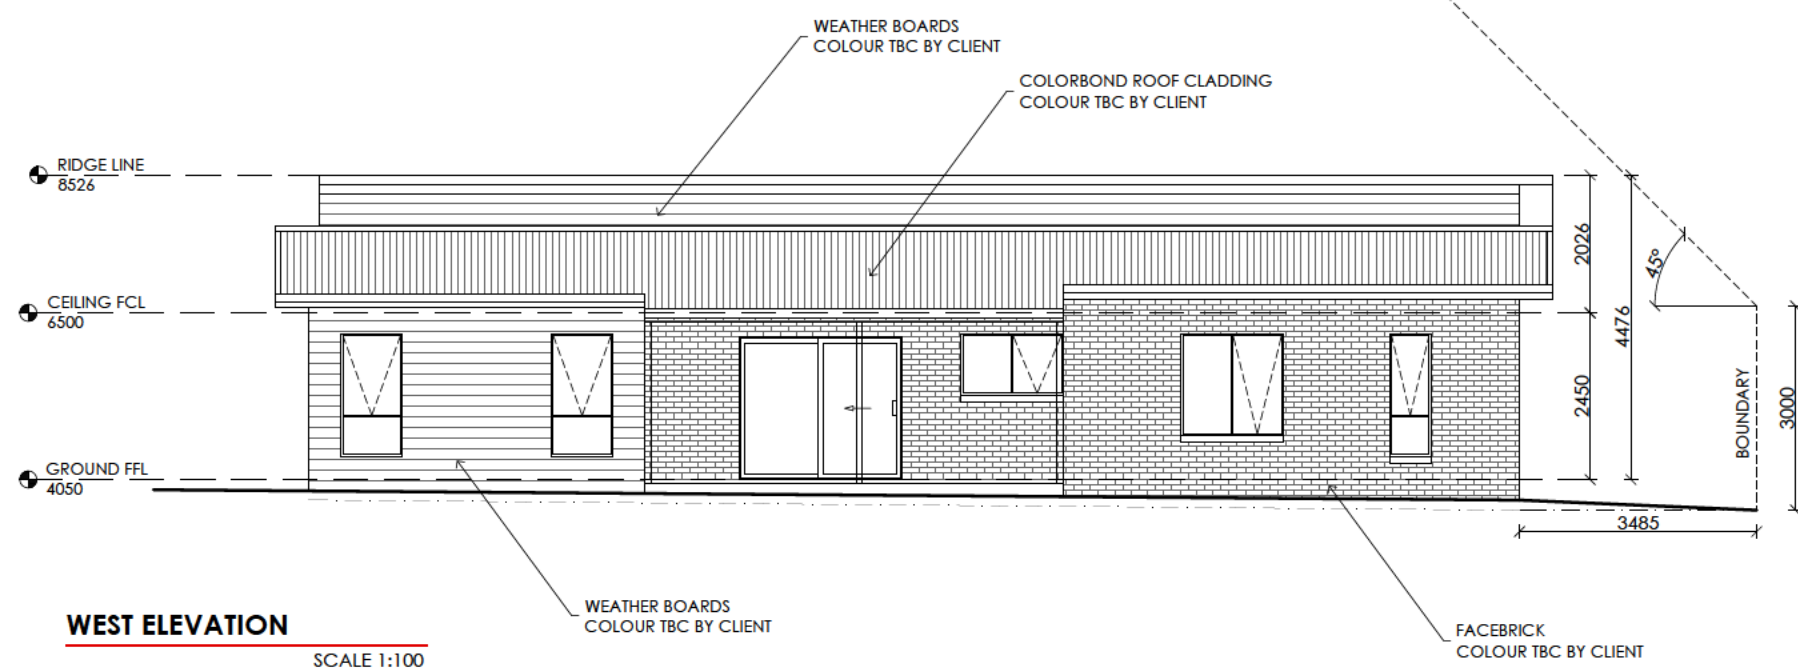 WEATHER BOARDS
COLOUR TBC BY CLIENT
COLORBOND ROOF CLADDING
COLOUR TBC BY CLIENT
RIDGE LINE
8526
CEILING FCL
6500
GROUND FFL
4050
2026
2450
4476
45°
BOUNDARY
3000
3485
WEATHER BOARDS
COLOUR TBC BY CLIENT
FACEBRICK
COLOUR TBC BY CLIENT
WEST ELEVATION
SCALE 1:100